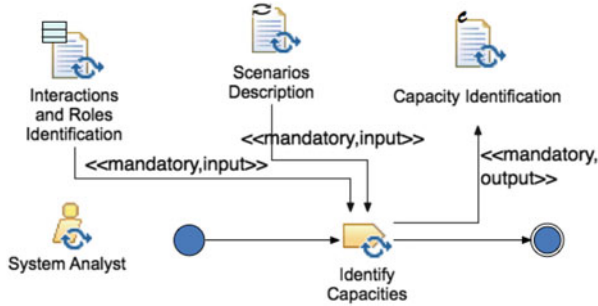 Interactions
and Roles
Identification
Scenarios
Description
Capacity Identification
<<mandatory,input>>
<<mandatory,input>>
<<mandatory,
output>>
System Analyst
Identify
Capacities